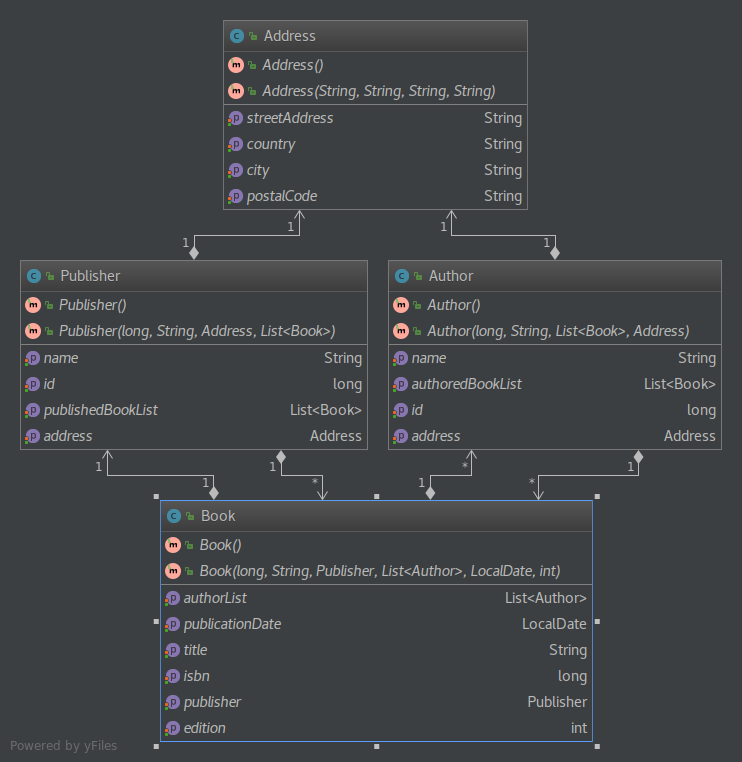 Address
Address()
Address(String, String, String, String)
streetAddress String
country String
city String
postalCode String
1 1
1 1
Publisher
Publisher()
Publisher(long, String, Address, List<Book>)
name String
id long
publishedBookList List<Book>
address Address
Author
Author()
Author(long, String, List<Book>, Address)
name String
authoredBookList List<Book>
id long
address Address
1 1 * 1
1 * 1 *
Book
Book()
Book(long, String, Publisher, List<Author>, LocalDate, int)
authorList List<Author>
publicationDate LocalDate
title String
isbn long
publisher Publisher
edition int
Powered by yFiles